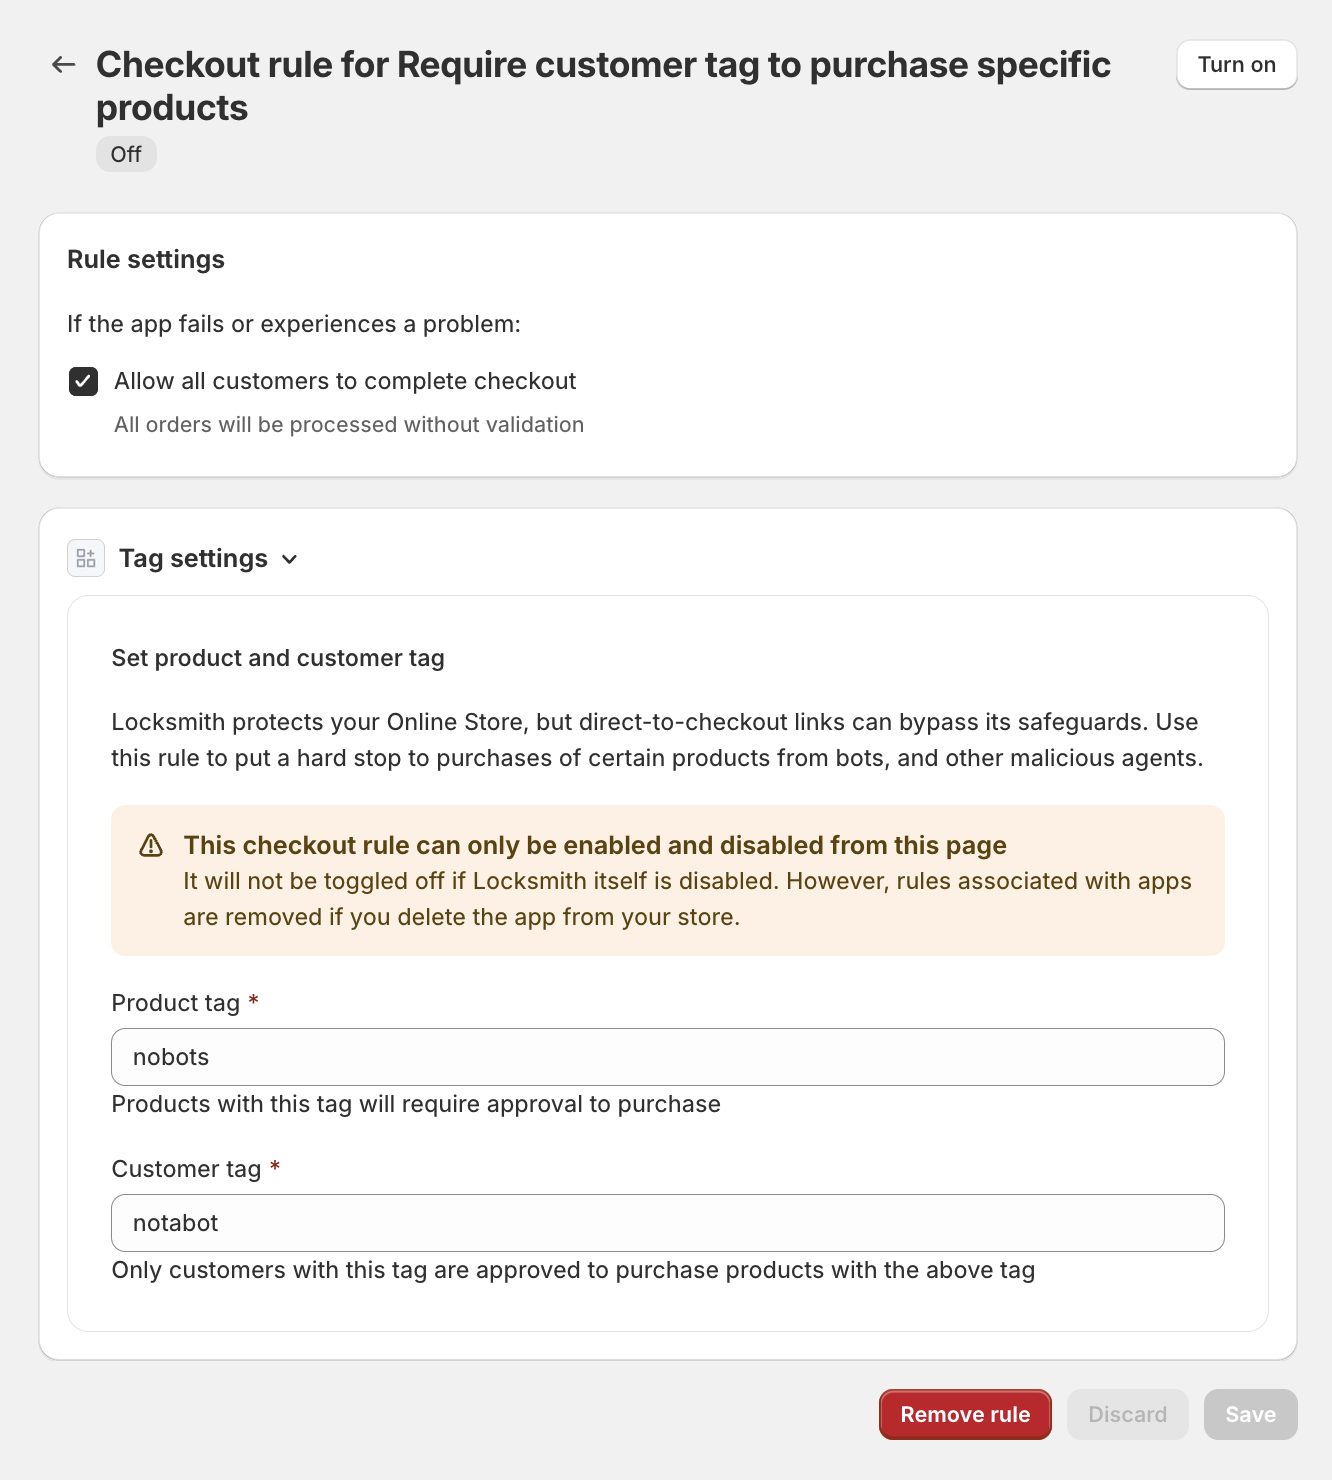 Checkout rule for Require customer tag to purchase specific
products
Turn on
Off
Rule settings
If the app fails or experiences a problem:
Allow all customers to complete checkout
All orders will be processed without validation
Tag settings
Set product and customer tag
Locksmith protects your Online Store, but direct-to-checkout links can bypass its safeguards. Use
this rule to put a hard stop to purchases of certain products from bots, and other malicious agents.
This checkout rule can only be enabled and disabled from this page
It will not be toggled off if Locksmith itself is disabled. However, rules associated with apps
are removed if you delete the app from your store.
Product tag *
nobots
Products with this tag will require approval to purchase
Customer tag *
notabot
Only customers with this tag are approved to purchase products with the above tag
Remove rule
Discard
Save